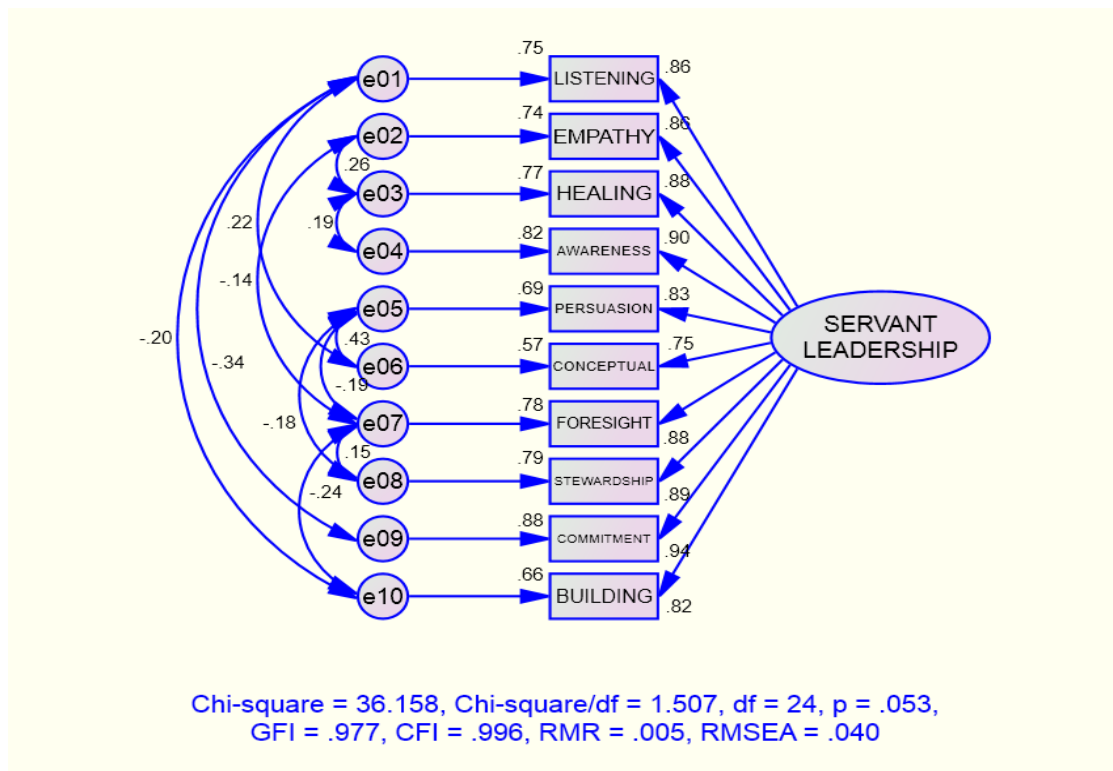 .75
LISTENING
.86
e01
.74
EMPATHY
.86
e02
.26
.77
HEALING
.88
e03
.22
.19
.82
AWARENESS
.90
e04
-.14
.69
PERSUASION
.83
e05
SERVANT
LEADERSHIP
-.20
.43
.57
CONCEPTUAL
.75
e06
-.34
-.19
.78
FORESIGHT
.88
e07
-.18
.15
.79
STEWARDSHIP
.89
e08
-.24
.88
COMMITMENT
.94
e09
.66
BUILDING
.82
e10
Chi-square = 36.158, Chi-square/df = 1.507, df = 24, p = .053,
GFI = .977, CFI = .996, RMR = .005, RMSEA = .040